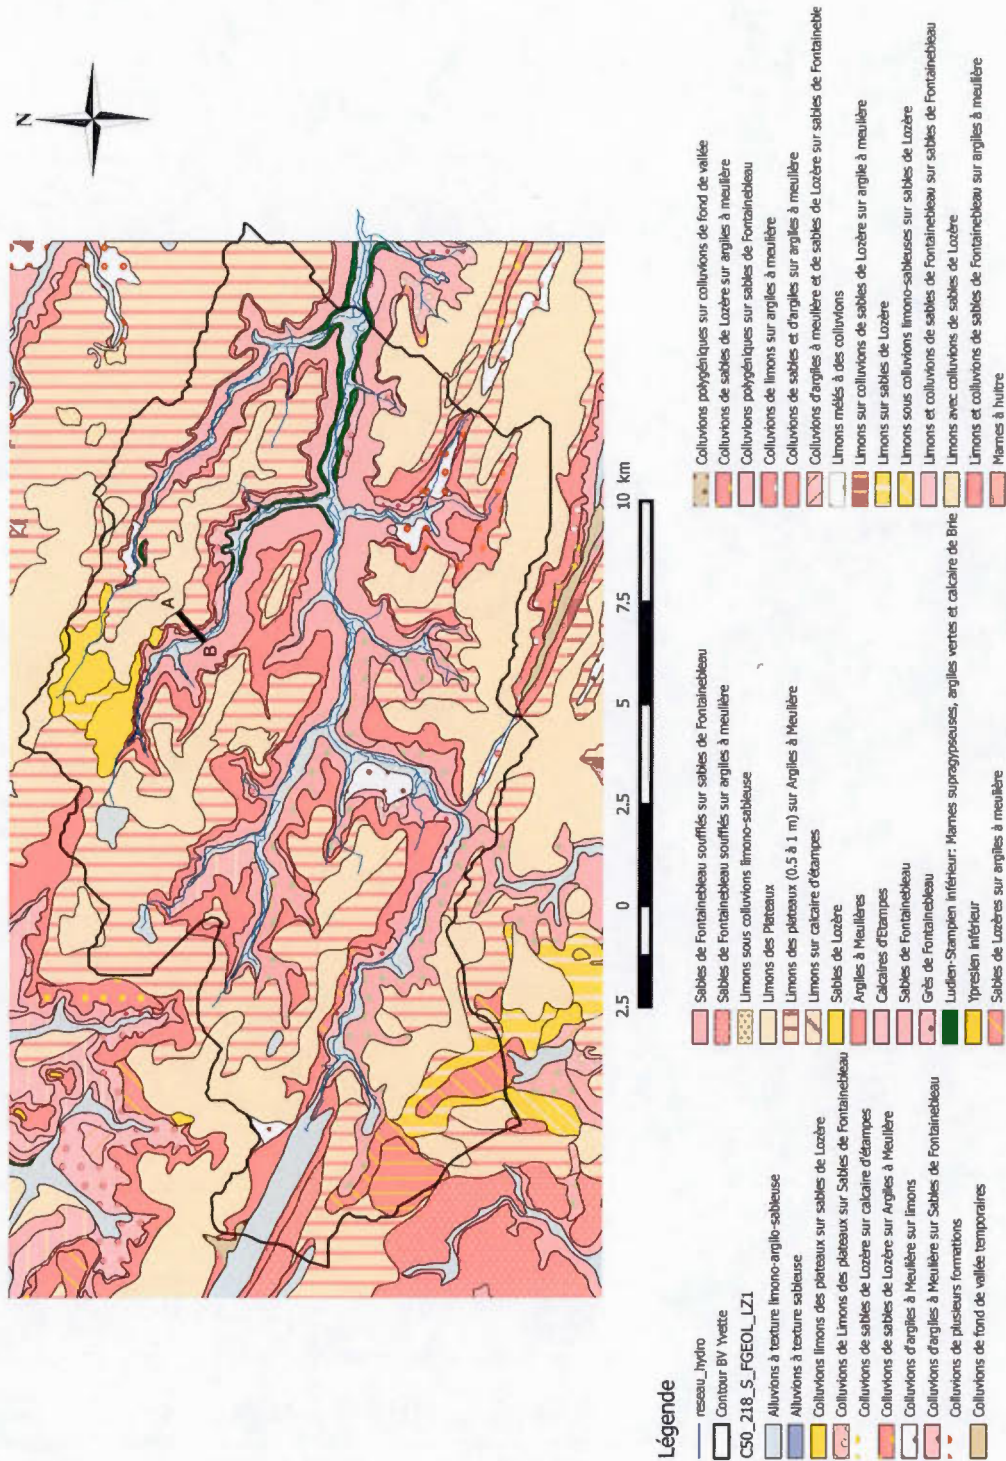 N
A
B
2.5
0
2.5
5
7.5
10 km
Légende
reseau_hydro
Contour BV Yvette
C50_218_S_FGEOL_LZ1
Alluvions à texture limono-argilo-sableuse
Alluvions à texture sableuse
Colluvions limons des plateaux sur sables de Lozère
Colluvions de Limons des plateaux sur Sables de Fontainebleau
Colluvions de sables de Lozère sur calcaire d'étampes
Colluvions de sables de Lozère sur Argiles à Meulière
Colluvions d'argiles à Meulière sur limons
Colluvions d'argiles à Meulière sur Sables de Fontainebleau
Colluvions de plusieurs formations
Colluvions de fond de vallée temporaires
Sables de Fontainebleau soufflés sur sables de Fontainebleau
Sables de Fontainebleau soufflés sur argiles à meulière
Limons sous colluvions limono-sableuse
Limons des Plateaux
Limons des plateaux (0.5 à 1 m) sur Argiles à Meulière
Limons sur calcaire d'étampes
Sables de Lozère
Argiles à Meulières
Calcaires d'Etampes
Sables de Fontainebleau
Grès de Fontainebleau
Ludien-Stampien inférieur: Marnes supragypseuses, argiles vertes et calcaire de Brie
Ypresien inférieur
Sables de Lozères sur argiles à meulière
Colluvions polygéniques sur colluvions de fond de vallée
Colluvions de sables de Lozère sur argiles à meulière
Colluvions polygéniques sur sables de Fontainebleau
Colluvions de limons sur argiles à meulière
Colluvions de sables et d'argiles sur argiles à meulière
Colluvions d'argiles à meulière et de sables de Lozère sur sables de Fontaineble
Limons mélés à des colluvions
Limons sur colluvions de sables de Lozère sur argile à meulière
Limons sur sables de Lozère
Limons sous colluvions limono-sableuses sur sables de Lozère
Limons et colluvions de sables de Fontainebleau sur sables de Fontainebleau
Limons avec colluvions de sables de Lozère
Limons et colluvions de sables de Fontainebleau sur argiles à meulière
Marnes à huître